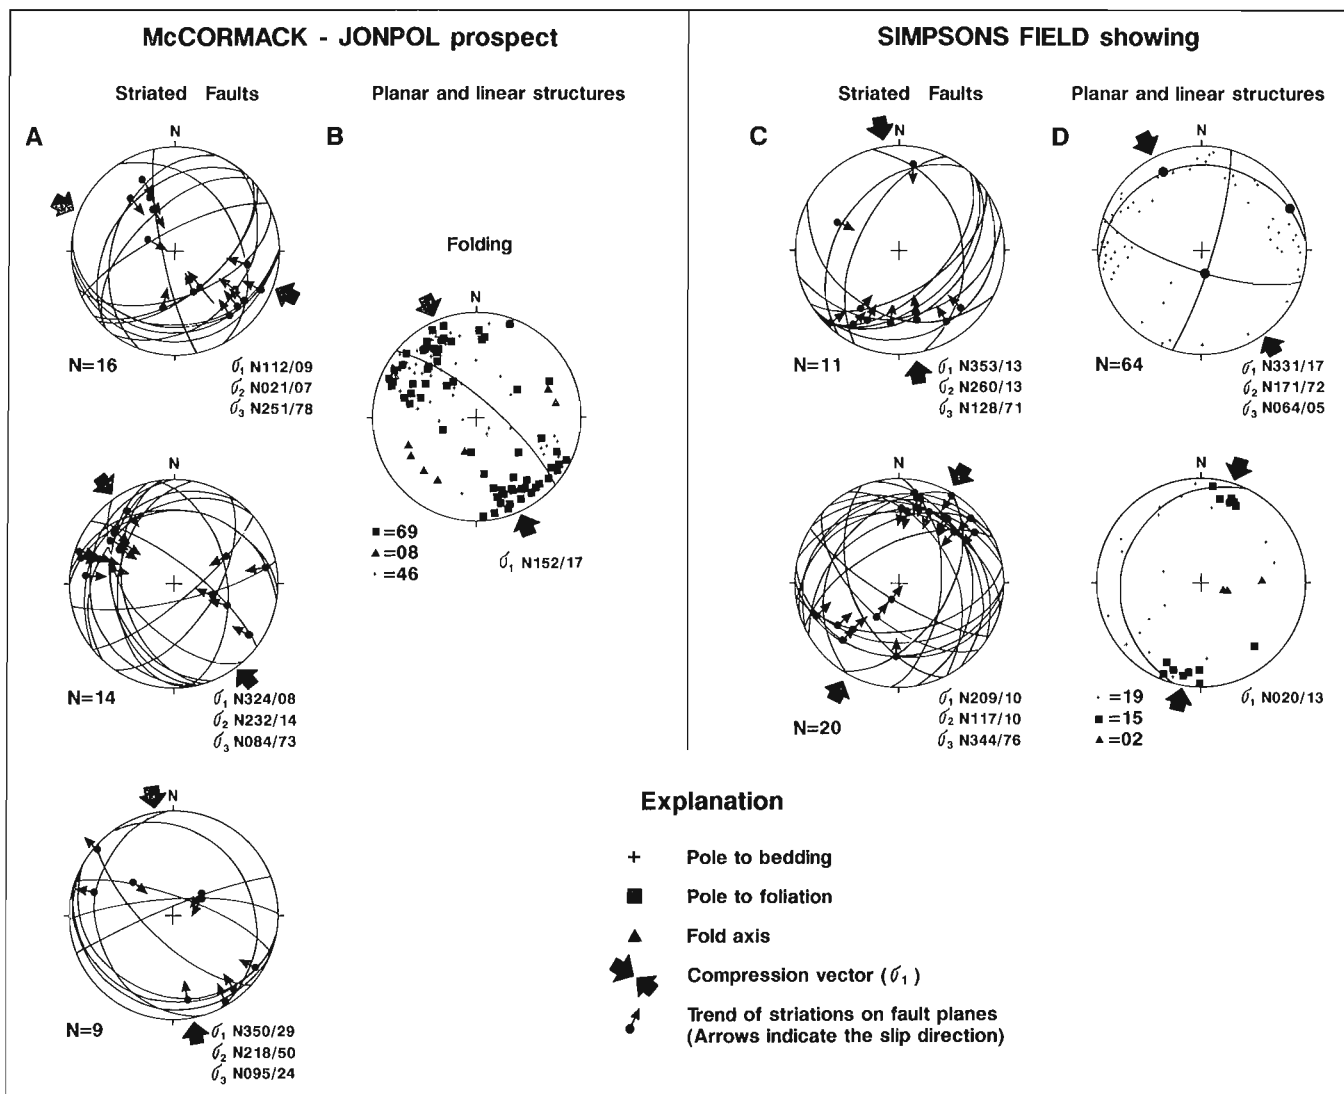 McCORMACK - JONPOL prospect
Striated Faults
Planar and linear structures
A
B
N
N=16
σ1 N112/09
σ2 N021/07
σ3 N251/78
Folding
N
■=69
▲=08
+=46
σ1 N152/17
N
N=14
σ1 N324/08
σ2 N232/14
σ3 N084/73
N
N=9
σ1 N350/29
σ2 N218/50
σ3 N095/24
SIMPSONS FIELD showing
Striated Faults
Planar and linear structures
C
D
N
N=11
σ1 N353/13
σ2 N260/13
σ3 N128/71
N
N=64
σ1 N331/17
σ2 N171/72
σ3 N064/05
N
N=20
σ1 N209/10
σ2 N117/10
σ3 N344/76
N
+=19
■=15
▲=02
σ1 N020/13
Explanation
+ Pole to bedding
■ Pole to foliation
▲ Fold axis
Compression vector (σ1)
Trend of striations on fault planes
(Arrows indicate the slip direction)